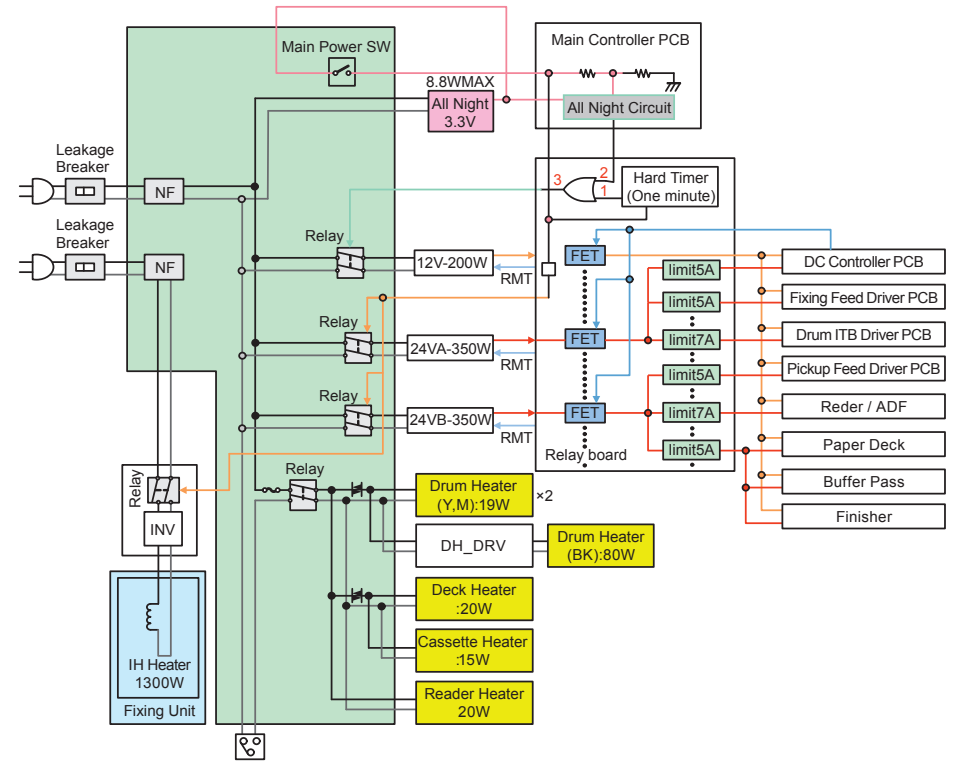 Main Power SW
Main Controller PCB
8.8WMAX
All Night
3.3V
All Night Circuit
Leakage
Breaker
NF
3
2
1
Hard Timer
(One minute)
Leakage
Breaker
NF
Relay
12V-200W
RMT
FET
limit5A
DC Controller PCB
limit5A
Fixing Feed Driver PCB
Relay
24VA-350W
RMT
FET
limit7A
Drum ITB Driver PCB
limit5A
Pickup Feed Driver PCB
Relay
24VB-350W
RMT
FET
limit7A
Reder / ADF
Relay board
limit5A
Paper Deck
Buffer Pass
Finisher
Relay
INV
Relay
Drum Heater
(Y,M):19W
×2
DH_DRV
Drum Heater
(BK):80W
Deck Heater
:20W
Cassette Heater
:15W
Reader Heater
20W
IH Heater
1300W
Fixing Unit